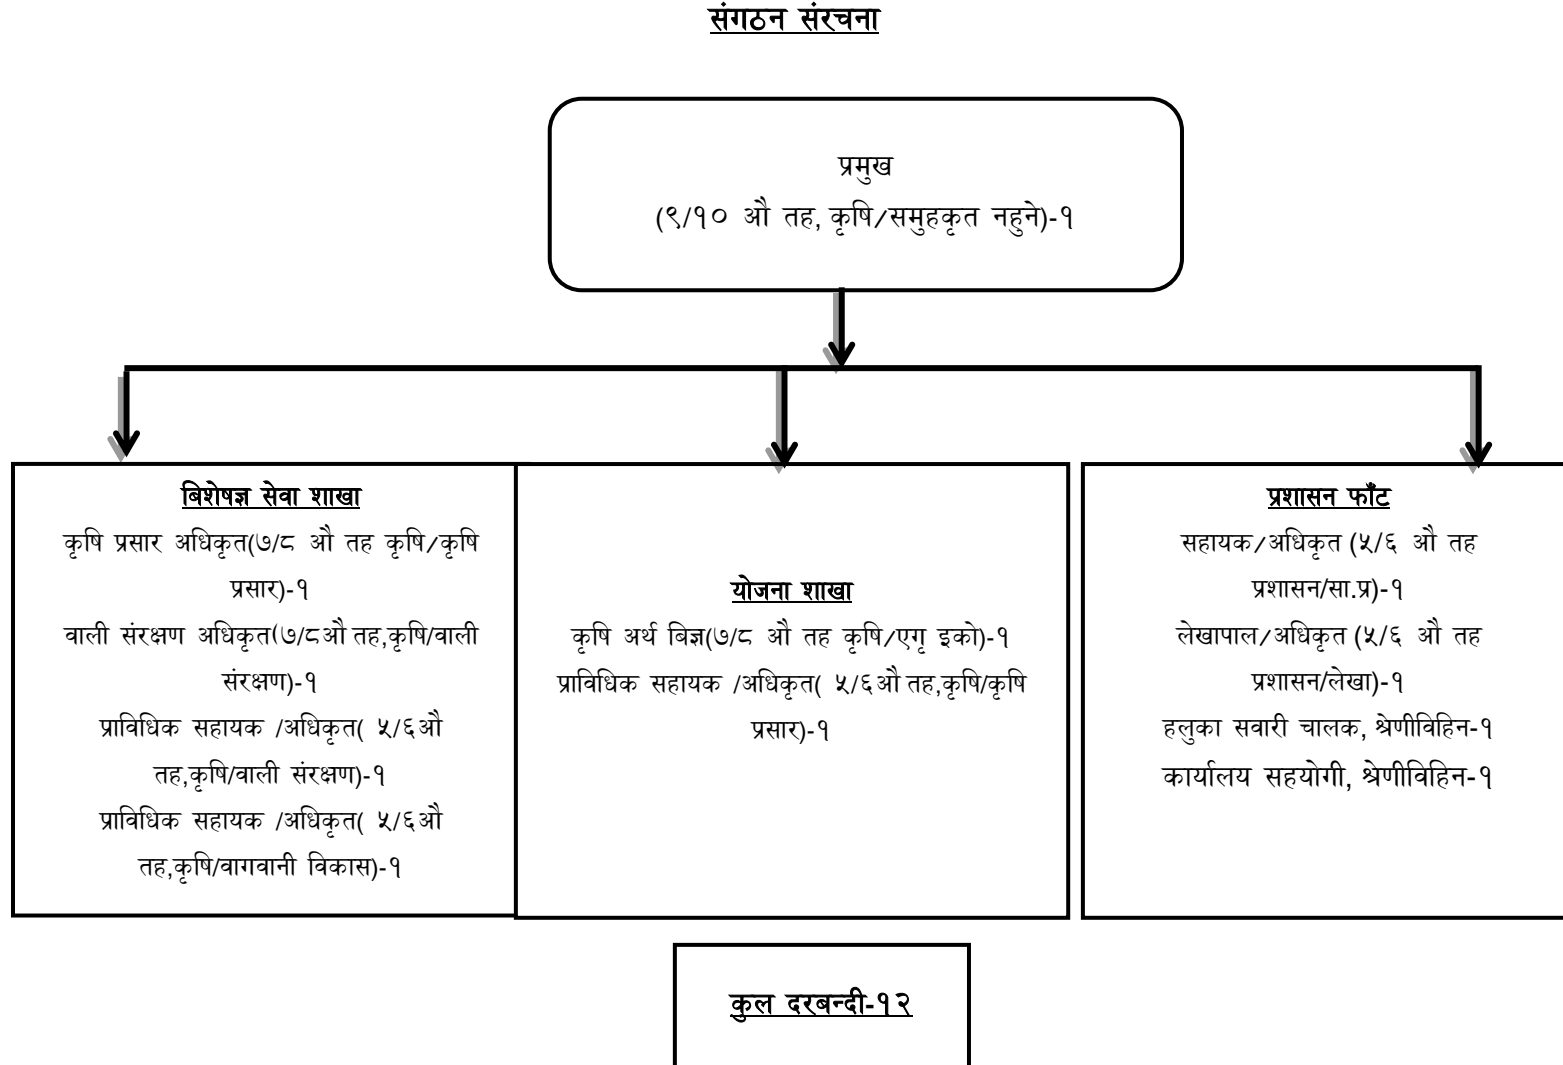 संगठन संरचना
प्रमुख
(९/१० औ तह, कृषि/समुहकृत नहुने)-१
बिशेषज्ञ सेवा शाखा
कृषि प्रसार अधिकृत(७/८ औ तह कृषि/कृषि
प्रसार)-१
वाली संरक्षण अधिकृत(७/८औ तह,कृषि/वाली
संरक्षण)-१
प्राविधिक सहायक /अधिकृत( ५/६औ
तह,कृषि/वाली संरक्षण)-१
प्राविधिक सहायक /अधिकृत( ५/६औ
तह,कृषि/वागवानी विकास)-१
योजना शाखा
कृषि अर्थ बिज्ञ(७/८ औ तह कृषि/एगृ इको)-१
प्राविधिक सहायक /अधिकृत( ५/६औ तह,कृषि/कृषि
प्रसार)-१
प्रशासन फाँट
सहायक/अधिकृत (५/६ औ तह
प्रशासन/सा.प्र)-१
लेखापाल/अधिकृत (५/६ औ तह
प्रशासन/लेखा)-१
हलुका सवारी चालक, श्रेणीविहिन-१
कार्यालय सहयोगी, श्रेणीविहिन-१
कुल दरबन्दी-१२